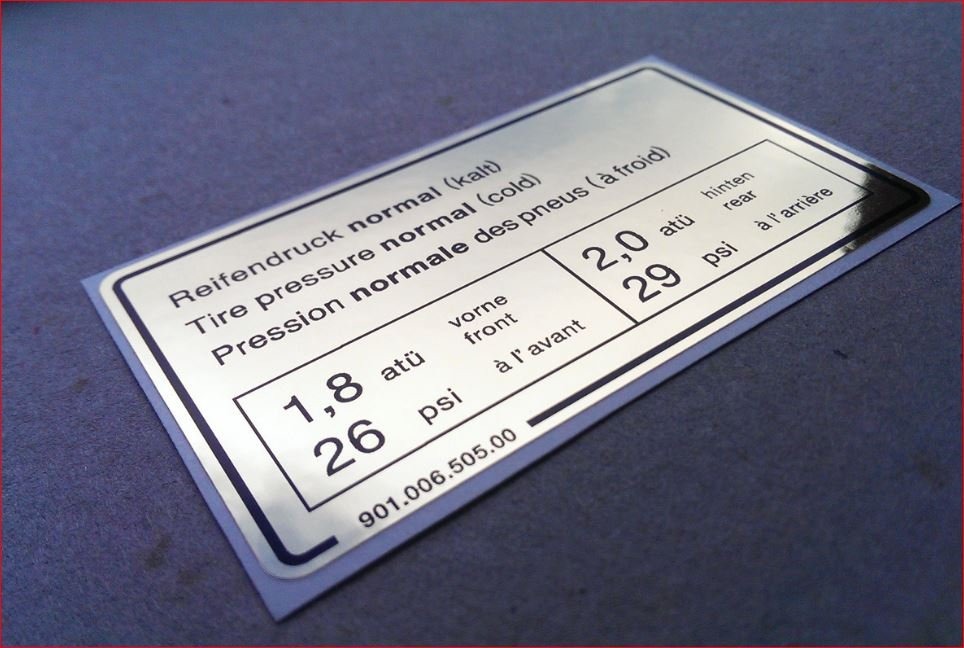 Reifendruck normal (kalt)
Tire pressure normal (cold)
Pression normale des pneus (à froid)
1,8 atü vorne
26 psi front
à l'avant
2,0 atü hinten
29 psi rear
à l'arrière
901.006.505.00